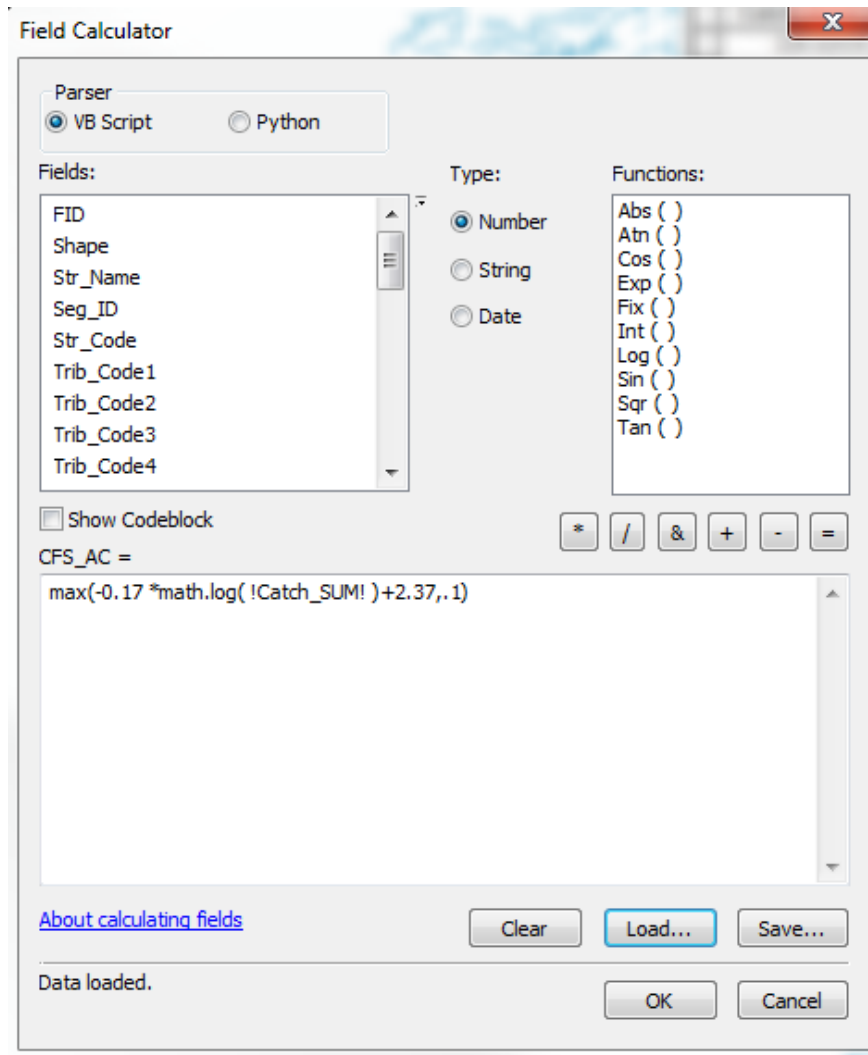 Field Calculator
Parser
VB Script Python
Fields:
Type:
Functions:
FID
Shape
Str_Name
Seg_ID
Str_Code
Trib_Code1
Trib_Code2
Trib_Code3
Trib_Code4
Number
String
Date
Abs ( )
Atn ( )
Cos ( )
Exp ( )
Fix ( )
Int ( )
Log ( )
Sin ( )
Sqr ( )
Tan ( )
Show Codeblock
* / & + - =
CFS_AC =
max(-0.17 *math.log( !Catch_SUM! )+2.37,.1)
About calculating fields
Clear Load... Save...
Data loaded.
OK Cancel